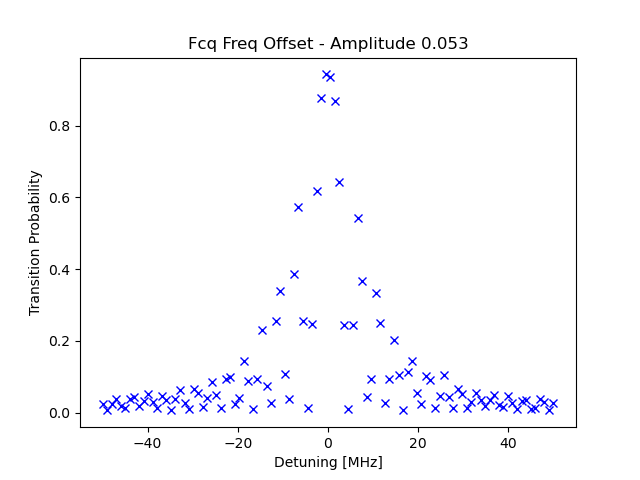 Fcq Freq Offset - Amplitude 0.053
Transition Probability
0.8
0.6
0.4
0.2
0.0
−40 −20 0 20 40
Detuning [MHz]